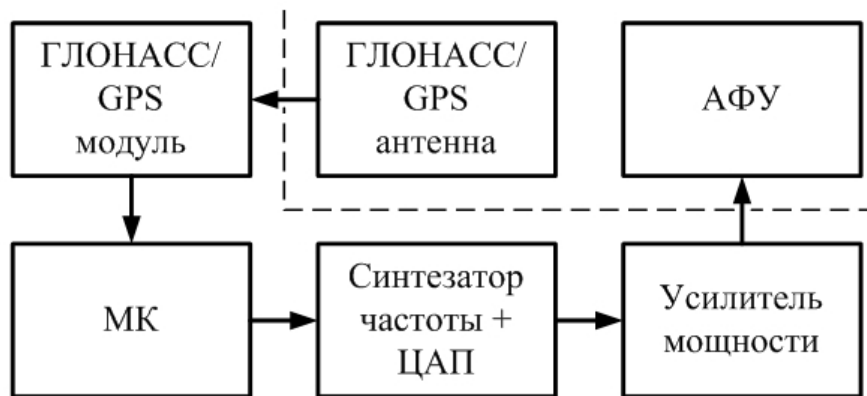 ГЛОНАСС/
GPS
модуль
ГЛОНАСС/
GPS
антенна
АФУ
МК
Синтезатор
частоты +
ЦАП
Усилитель
мощности